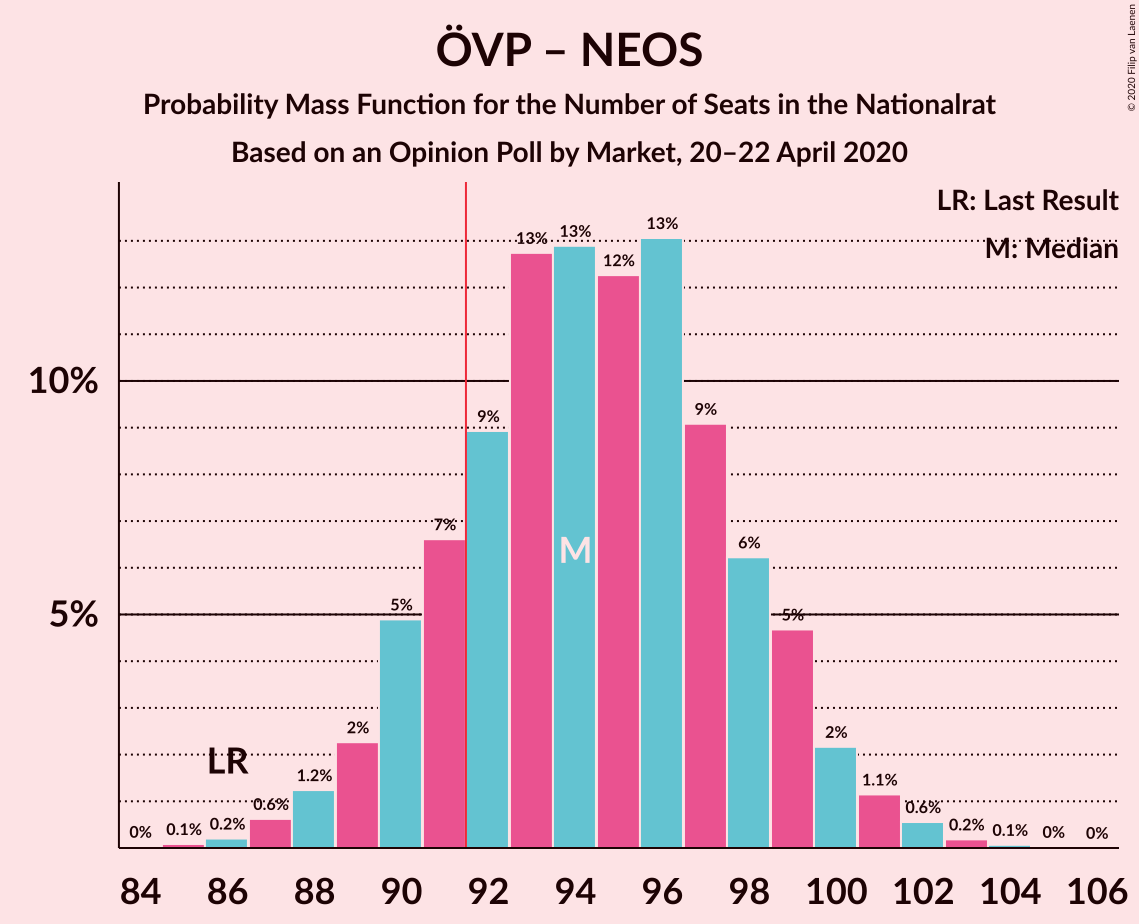 ÖVP – NEOS
Probability Mass Function for the Number of Seats in the Nationalrat
Based on an Opinion Poll by Market, 20–22 April 2020
© 2020 Filip van Laenen
LR: Last Result
M: Median
10%
5%
LR
M
0% 0.1% 0.2% 0.6% 1.2% 2% 5% 7% 9% 13% 13% 12% 13% 9% 6% 5% 2% 1.1% 0.6% 0.2% 0.1% 0% 0%
84 86 88 90 92 94 96 98 100 102 104 106